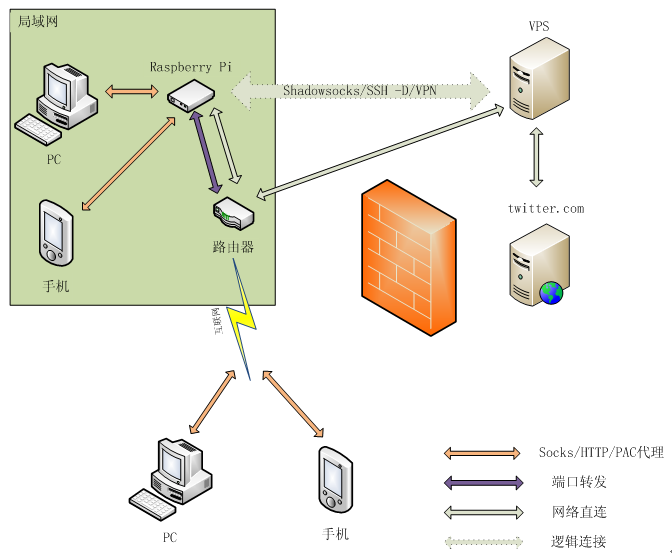 局域网
VPS
Raspberry Pi
Shadowsocks/SSH -D/VPN
PC
twitter.com
路由器
手机
互联网
Socks/HTTP/PAC代理
端口转发
网络直连
PC
手机
逻辑连接